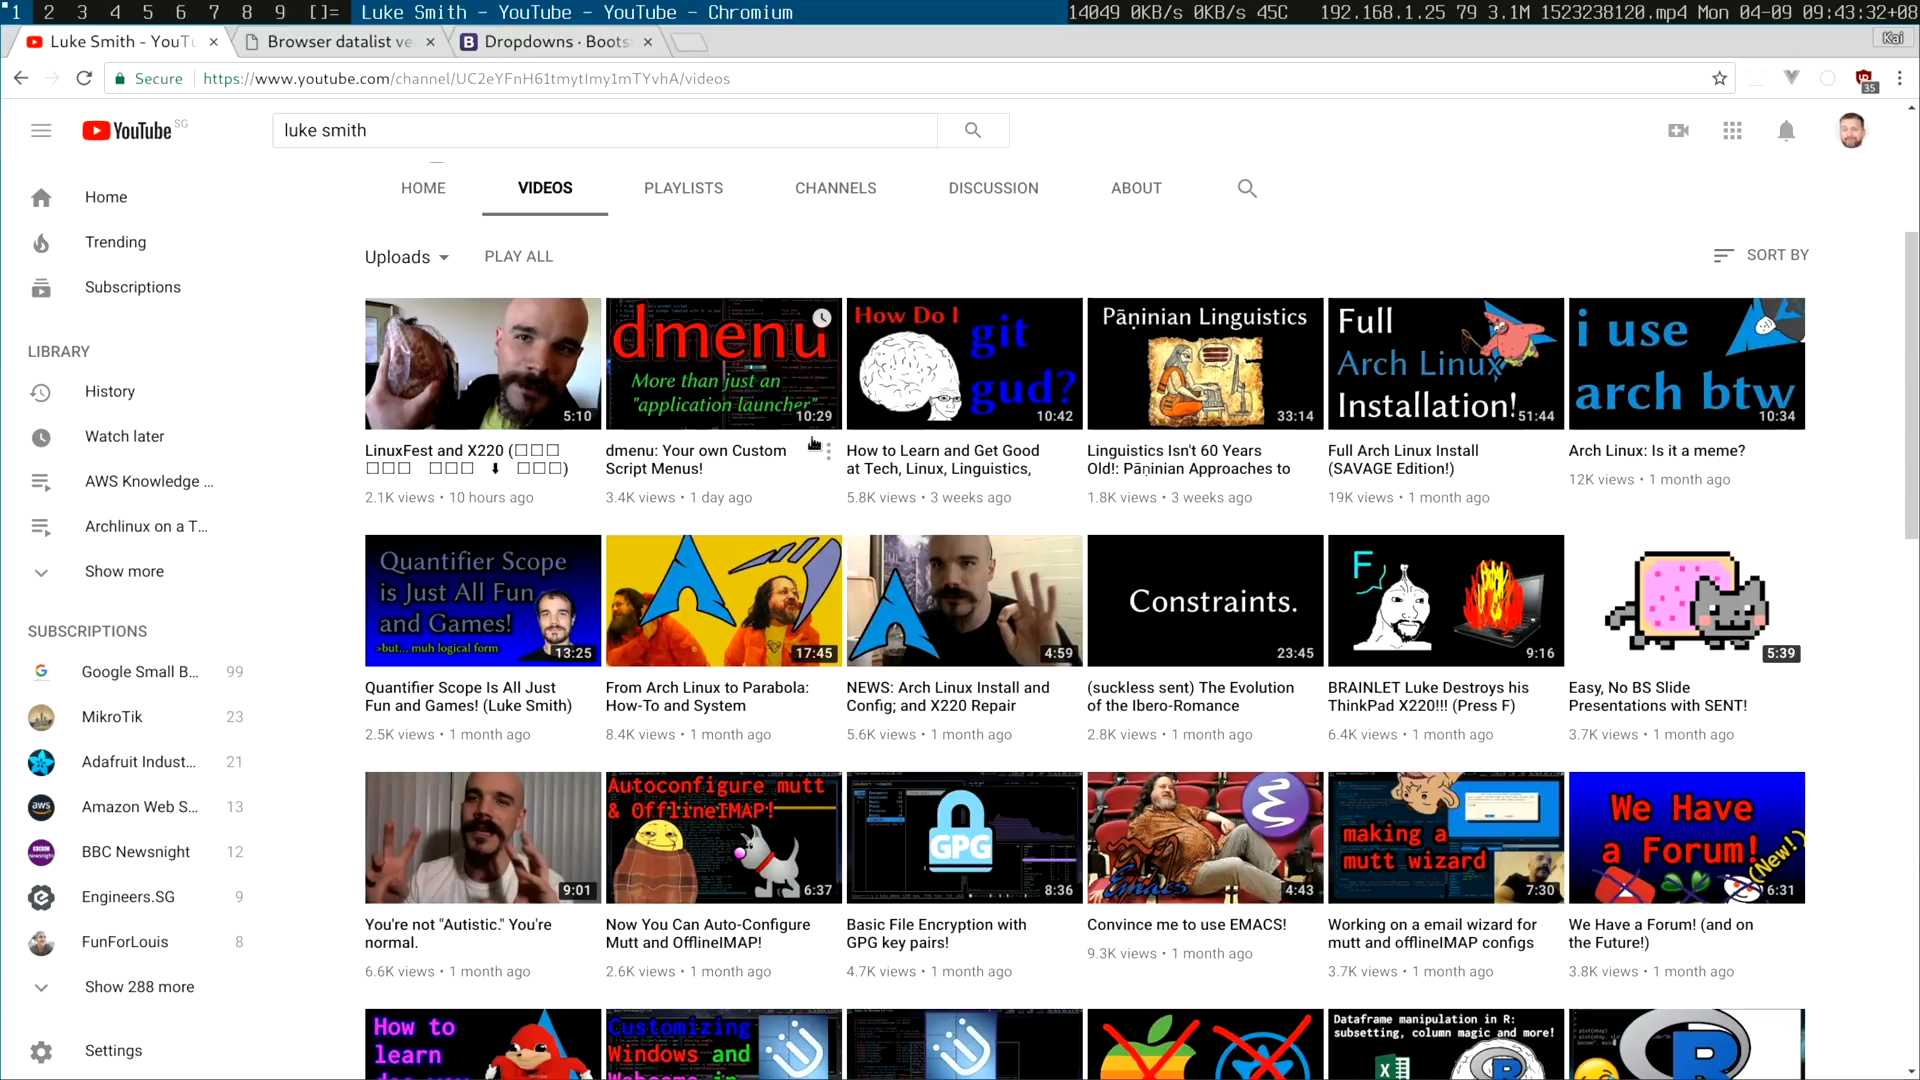 1 2 3 4 5 6 7 8 9 []= Luke Smith - YouTube - YouTube - Chromium 14049 0KB/s 0KB/s 45C 192.168.1.25 79 3.1M 1523238120.mp4 Mon 04-09 09:43:32+08
Luke Smith - YouTu Browser datalist ve Dropdowns · Boots Kai
Secure https://www.youtube.com/channel/UC2eYFnH61tmytImy1mTYvhA/videos 35
YouTube SG luke smith
HOME VIDEOS PLAYLISTS CHANNELS DISCUSSION ABOUT
Home
Trending
Subscriptions
LIBRARY
History
Watch later
AWS Knowledge ...
Archlinux on a T...
Show more
SUBSCRIPTIONS
Google Small B... 99
MikroTik 23
Adafruit Indust... 21
aws Amazon Web S... 13
BBC Newsnight 12
Engineers.SG 9
FunForLouis 8
Show 288 more
Settings
Uploads PLAY ALL SORT BY
5:10
LinuxFest and X220 (□□□
□□□ □□□ ⬇ □□□)
2.1K views • 10 hours ago
dmenu
More than just an
"application launcher"
10:29
dmenu: Your own Custom
Script Menus!
3.4K views • 1 day ago
How Do I
git
gud?
10:42
How to Learn and Get Good
at Tech, Linux, Linguistics,
5.8K views • 3 weeks ago
Pāṇinian Linguistics
33:14
Linguistics Isn't 60 Years
Old!: Pāṇinian Approaches to
1.8K views • 3 weeks ago
Full
Arch Linux
Installation!
51:44
Full Arch Linux Install
(SAVAGE Edition!)
19K views • 1 month ago
i use
arch btw
10:34
Arch Linux: Is it a meme?
12K views • 1 month ago
Quantifier Scope
is Just All Fun
and Games!
>but... muh logical form
13:25
Quantifier Scope Is All Just
Fun and Games! (Luke Smith)
2.5K views • 1 month ago
17:45
From Arch Linux to Parabola:
How-To and System
8.4K views • 1 month ago
4:59
NEWS: Arch Linux Install and
Config; and X220 Repair
5.6K views • 1 month ago
Constraints.
23:45
(suckless sent) The Evolution
of the Ibero-Romance
2.8K views • 1 month ago
F
9:16
BRAINLET Luke Destroys his
ThinkPad X220!!! (Press F)
6.4K views • 1 month ago
5:39
Easy, No BS Slide
Presentations with SENT!
3.7K views • 1 month ago
9:01
You're not "Autistic." You're
normal.
6.6K views • 1 month ago
Autoconfigure mutt
& OfflineIMAP!
6:37
Now You Can Auto-Configure
Mutt and OfflineIMAP!
2.6K views • 1 month ago
GPG
8:36
Basic File Encryption with
GPG key pairs!
4.7K views • 1 month ago
Emacs
4:43
Convince me to use EMACS!
9.3K views • 1 month ago
making a
mutt wizard
7:30
Working on a email wizard for
mutt and offlineIMAP configs
3.7K views • 1 month ago
We Have
a Forum!
(New!)
6:31
We Have a Forum! (and on
the Future!)
3.8K views • 1 month ago
How to
learn
Customizing
Windows and
Dataframe manipulation in R:
subsetting, column magic and more!
R
R